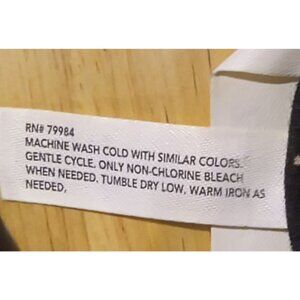 RN# 79984
MACHINE WASH COLD WITH SIMILAR COLORS.
GENTLE CYCLE. ONLY NON-CHLORINE BLEACH
WHEN NEEDED. TUMBLE DRY LOW, WARM IRON AS
NEEDED,